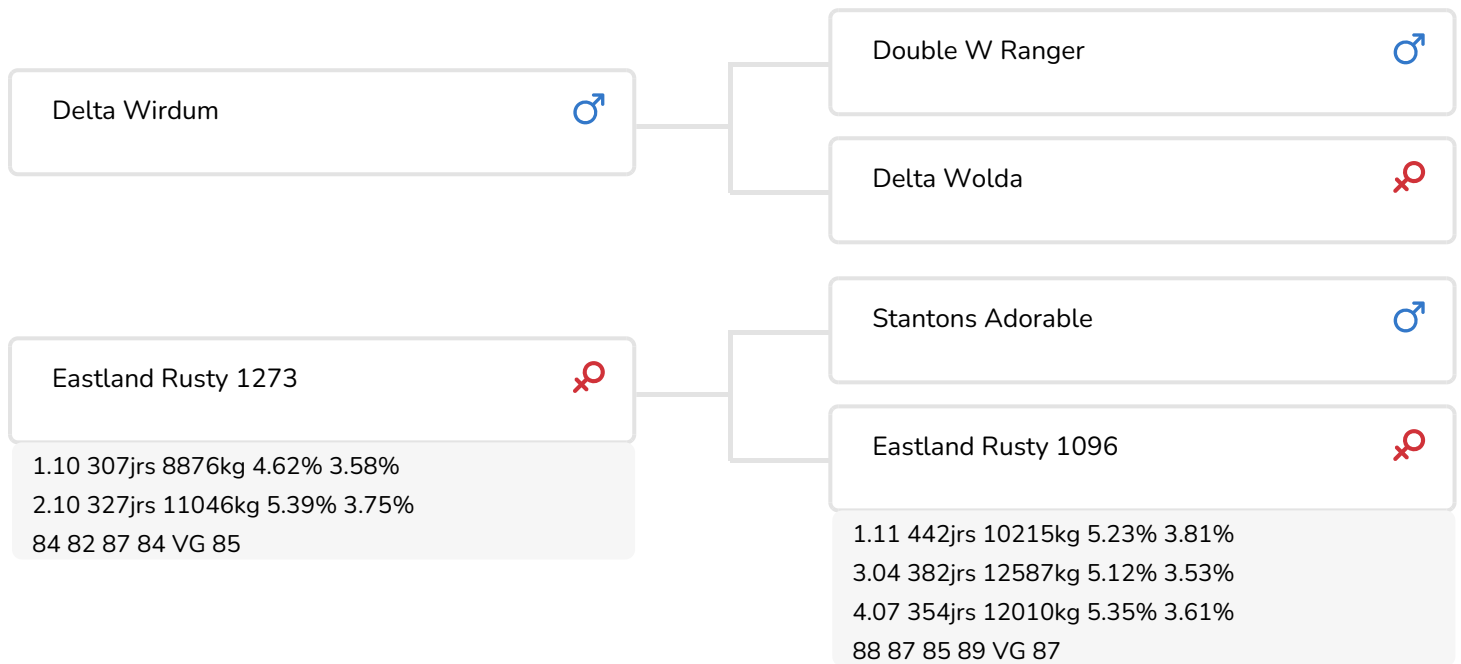 Double W Ranger
Delta Wirdum
Delta Wolda
Stantons Adorable
Eastland Rusty 1273
1.10 307jrs 8876kg 4.62% 3.58%
2.10 327jrs 11046kg 5.39% 3.75%
84 82 87 84 VG 85
Eastland Rusty 1096
1.11 442jrs 10215kg 5.23% 3.81%
3.04 382jrs 12587kg 5.12% 3.53%
4.07 354jrs 12010kg 5.35% 3.61%
88 87 85 89 VG 87